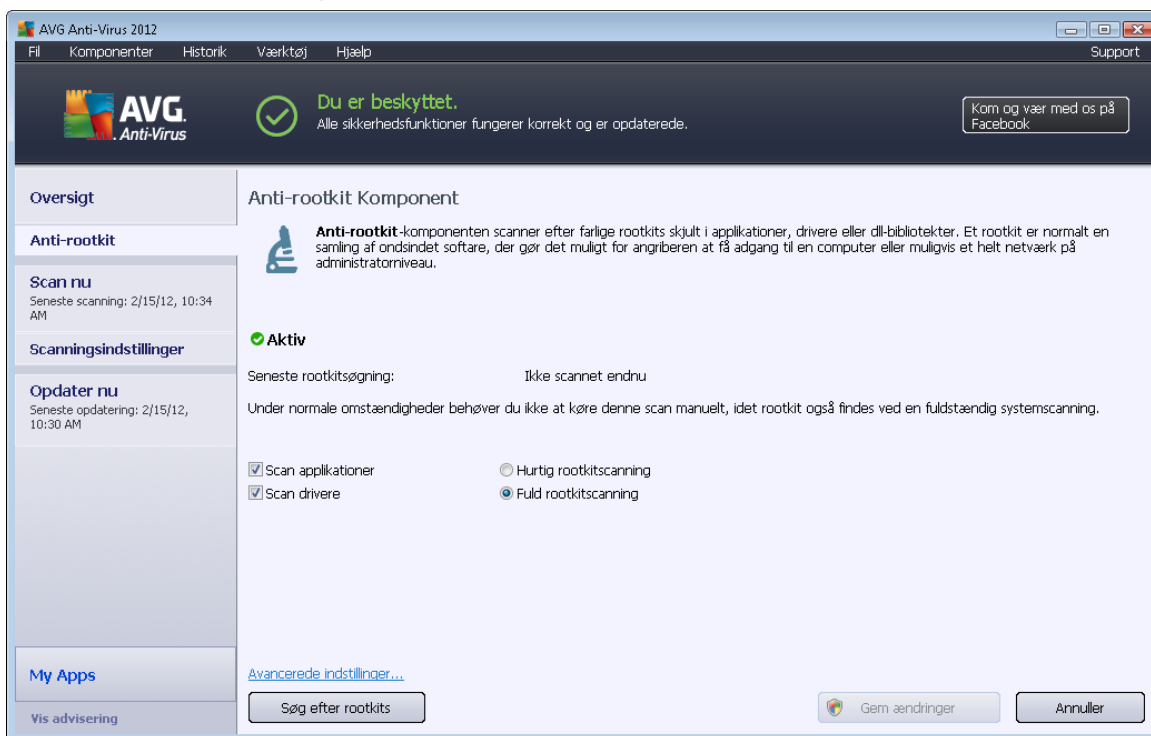 AVG Anti-Virus 2012
Fil Komponenter Historik Værktøj Hjælp Support
AVG.
Anti-Virus
Du er beskyttet.
Alle sikkerhedsfunktioner fungerer korrekt og er opdaterede.
Kom og vær med os på
Facebook
Oversigt
Anti-rootkit
Scan nu
Seneste scanning: 2/15/12, 10:34
AM
Scanningsindstillinger
Opdater nu
Seneste opdatering: 2/15/12,
10:30 AM
My Apps
Vis advisering
Anti-rootkit Komponent
Anti-rootkit-komponenten scanner efter farlige rootkits skjult i applikationer, drivere eller dll-bibliotekter. Et rootkit er normalt en
samling af ondsindet softare, der gør det muligt for angriberen at få adgang til en computer eller muligvis et helt netværk på
administratorniveau.
Aktiv
Seneste rootkitsøgning: Ikke scannet endnu
Under normale omstændigheder behøver du ikke at køre denne scan manuelt, idet rootkit også findes ved en fuldstændig systemscanning.
Scan applikationer Hurtig rootkitscanning
Scan drivere Fuld rootkitscanning
Avancerede indstillinger...
Søg efter rootkits Gem ændringer Annuller